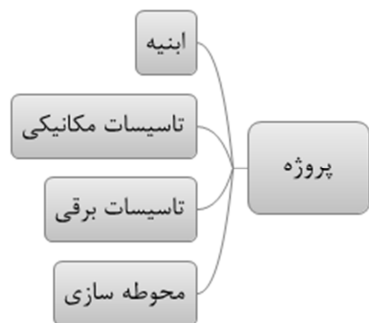 پروژه
ابنیه
تاسیسات مکانیکی
تاسیسات برقی
محوطه سازی